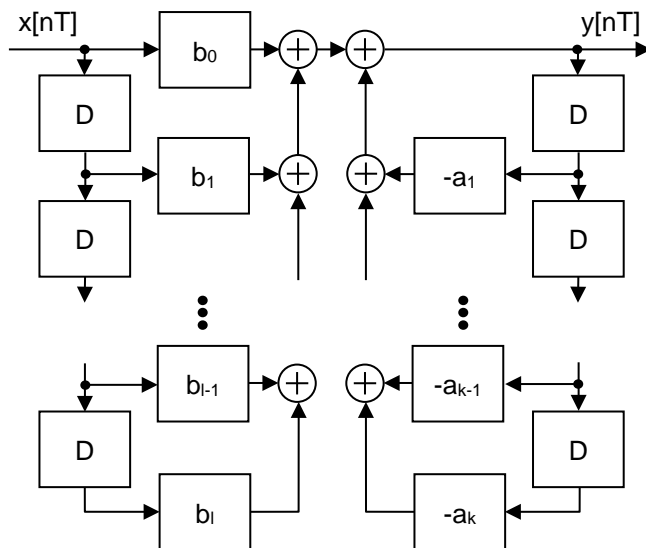 x[nT] y[nT]
b₀
D D
b₁ -a₁
D D
bₗ₋₁ -aₖ₋₁
D D
bₗ -aₖ